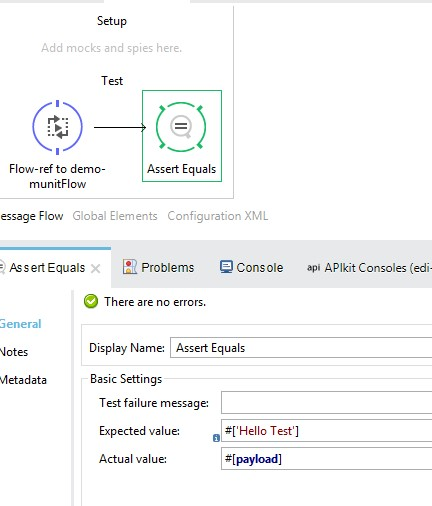 Setup
Add mocks and spies here.
Test
Flow-ref to demo-
munitFlow
Assert Equals
essage Flow Global Elements Configuration XML
Assert Equals Problems Console api APIkit Consoles (edi-
There are no errors.
General
Notes
Metadata
Display Name: Assert Equals
Basic Settings
Test failure message:
Expected value: #['Hello Test']
Actual value: #[payload]